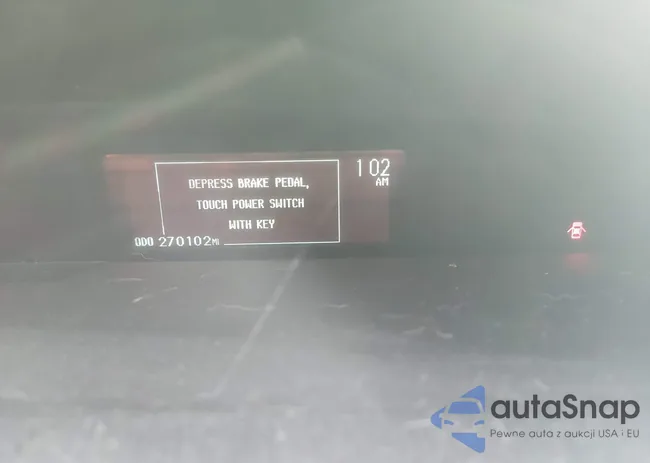 DEPRESS BRAKE PEDAL,
TOUCH POWER SWITCH
WITH KEY
1 02
AM
ODO 270102 MI
autaSnap
Pewne auta z aukcji USA i EU